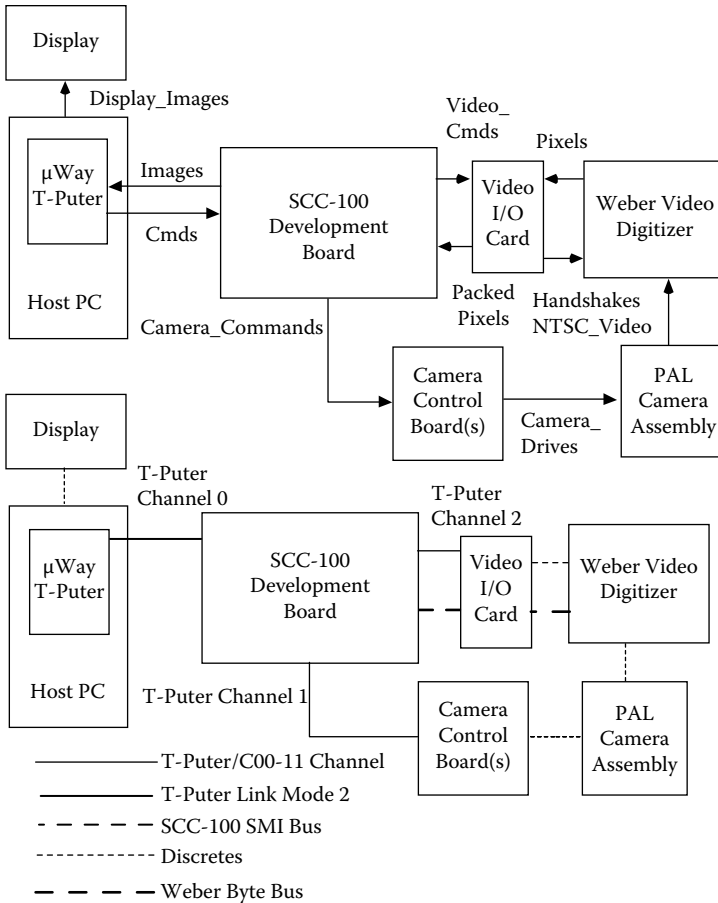 Display
Display_Images
μWay
T-Puter
Host PC
Images
Cmds
SCC-100
Development
Board
Camera_Commands
Video_
Cmds
Pixels
Video
I/O
Card
Packed
Pixels
Weber Video
Digitizer
Handshakes
NTSC_Video
Camera
Control
Board(s)
Camera_
Drives
PAL
Camera
Assembly
Display
T-Puter
Channel 0
μWay
T-Puter
Host PC
SCC-100
Development
Board
T-Puter
Channel 2
Video
I/O
Card
Weber Video
Digitizer
T-Puter Channel 1
Camera
Control
Board(s)
PAL
Camera
Assembly
T-Puter/C00-11 Channel
T-Puter Link Mode 2
SCC-100 SMI Bus
Discretes
Weber Byte Bus